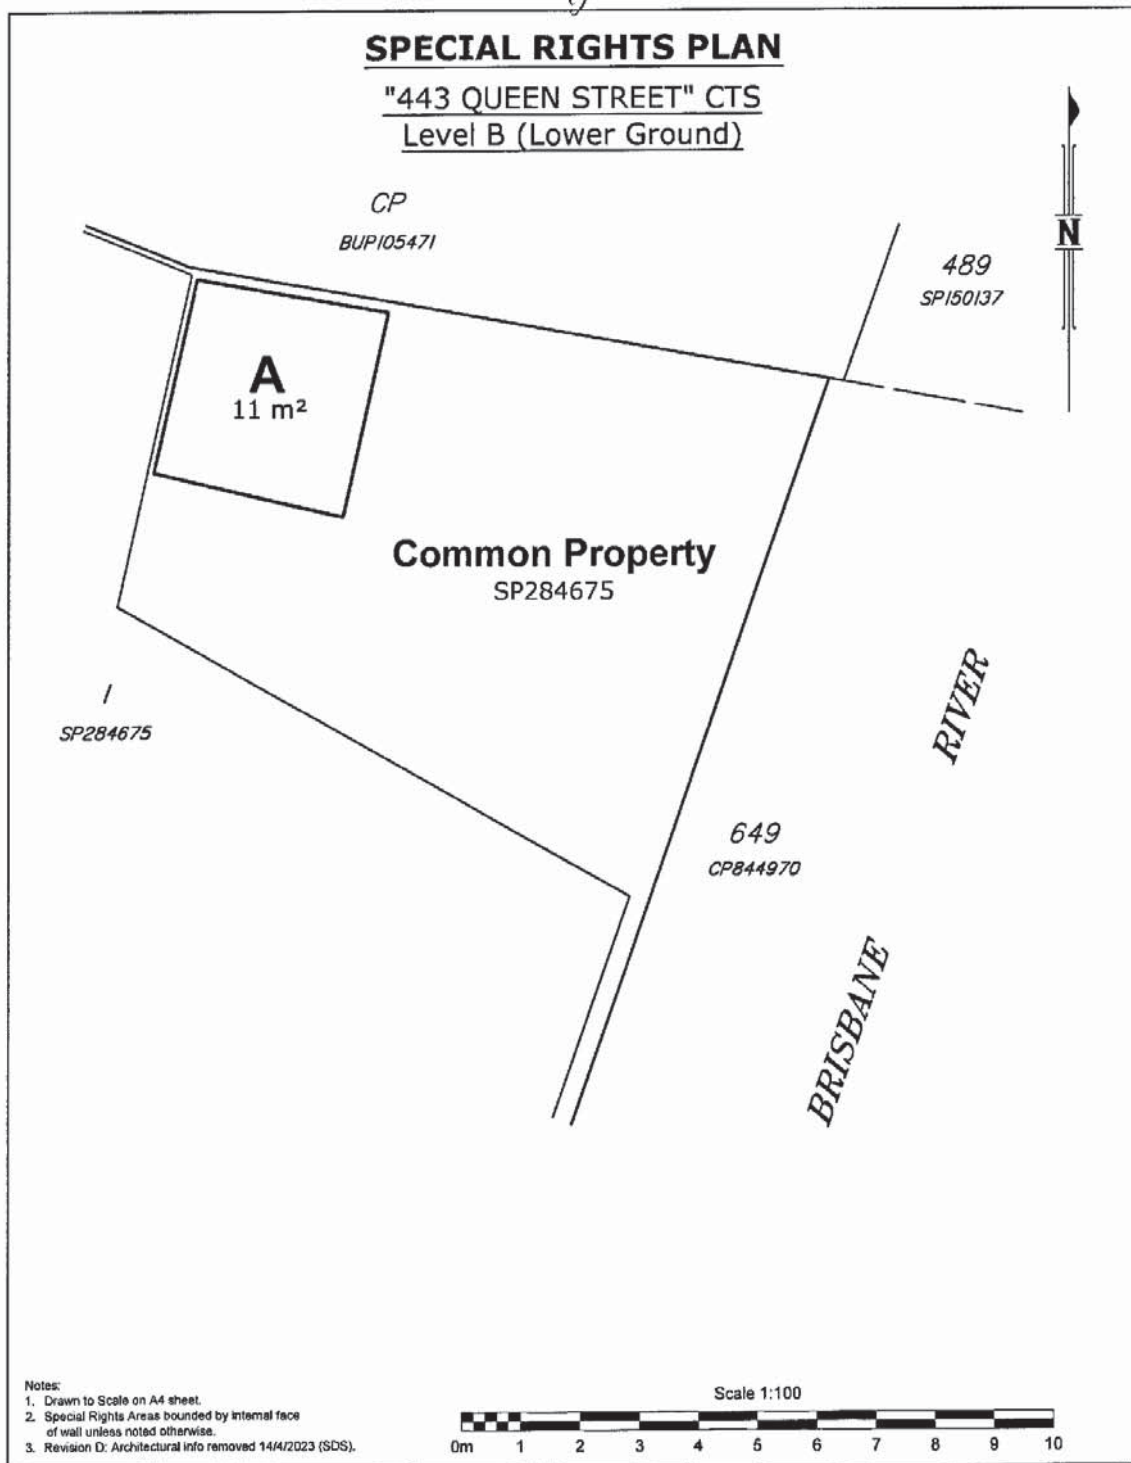 SPECIAL RIGHTS PLAN
"443 QUEEN STREET" CTS
Level B (Lower Ground)
CP
BUP105471
489
SP150137
N
A
11 m²
Common Property
SP284675
1
SP284675
RIVER
649
CP844970
BRISBANE
Notes:
1. Drawn to Scale on A4 sheet.
2. Special Rights Areas bounded by internal face
of wall unless noted otherwise.
3. Revision D: Architectural info removed 14/4/2023 (SDS).
Scale 1:100
0m 1 2 3 4 5 6 7 8 9 10